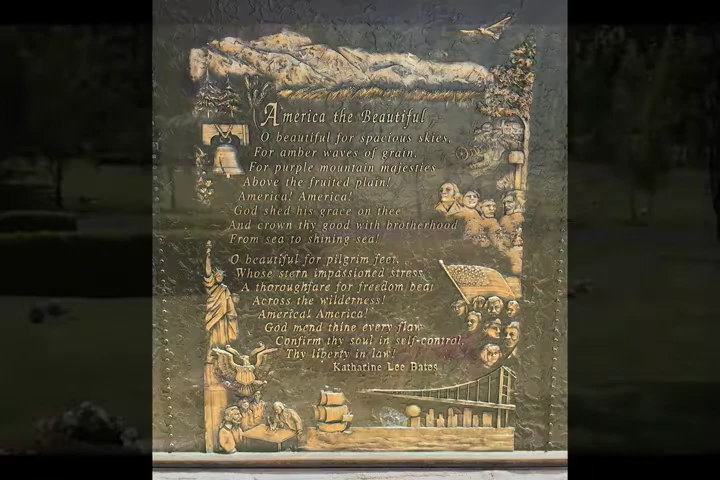 America the Beautiful
O beautiful for spacious skies,
For amber waves of grain,
For purple mountain majesties
Above the fruited plain!
America! America!
God shed his grace on thee
And crown thy good with brotherhood
From sea to shining sea!
O beautiful for pilgrim feet,
Whose stern impassioned stress
A thoroughfare for freedom beat
Across the wilderness!
America! America!
God mend thine every flaw
Confirm thy soul in self-control,
Thy liberty in law!
Katharine Lee Bates